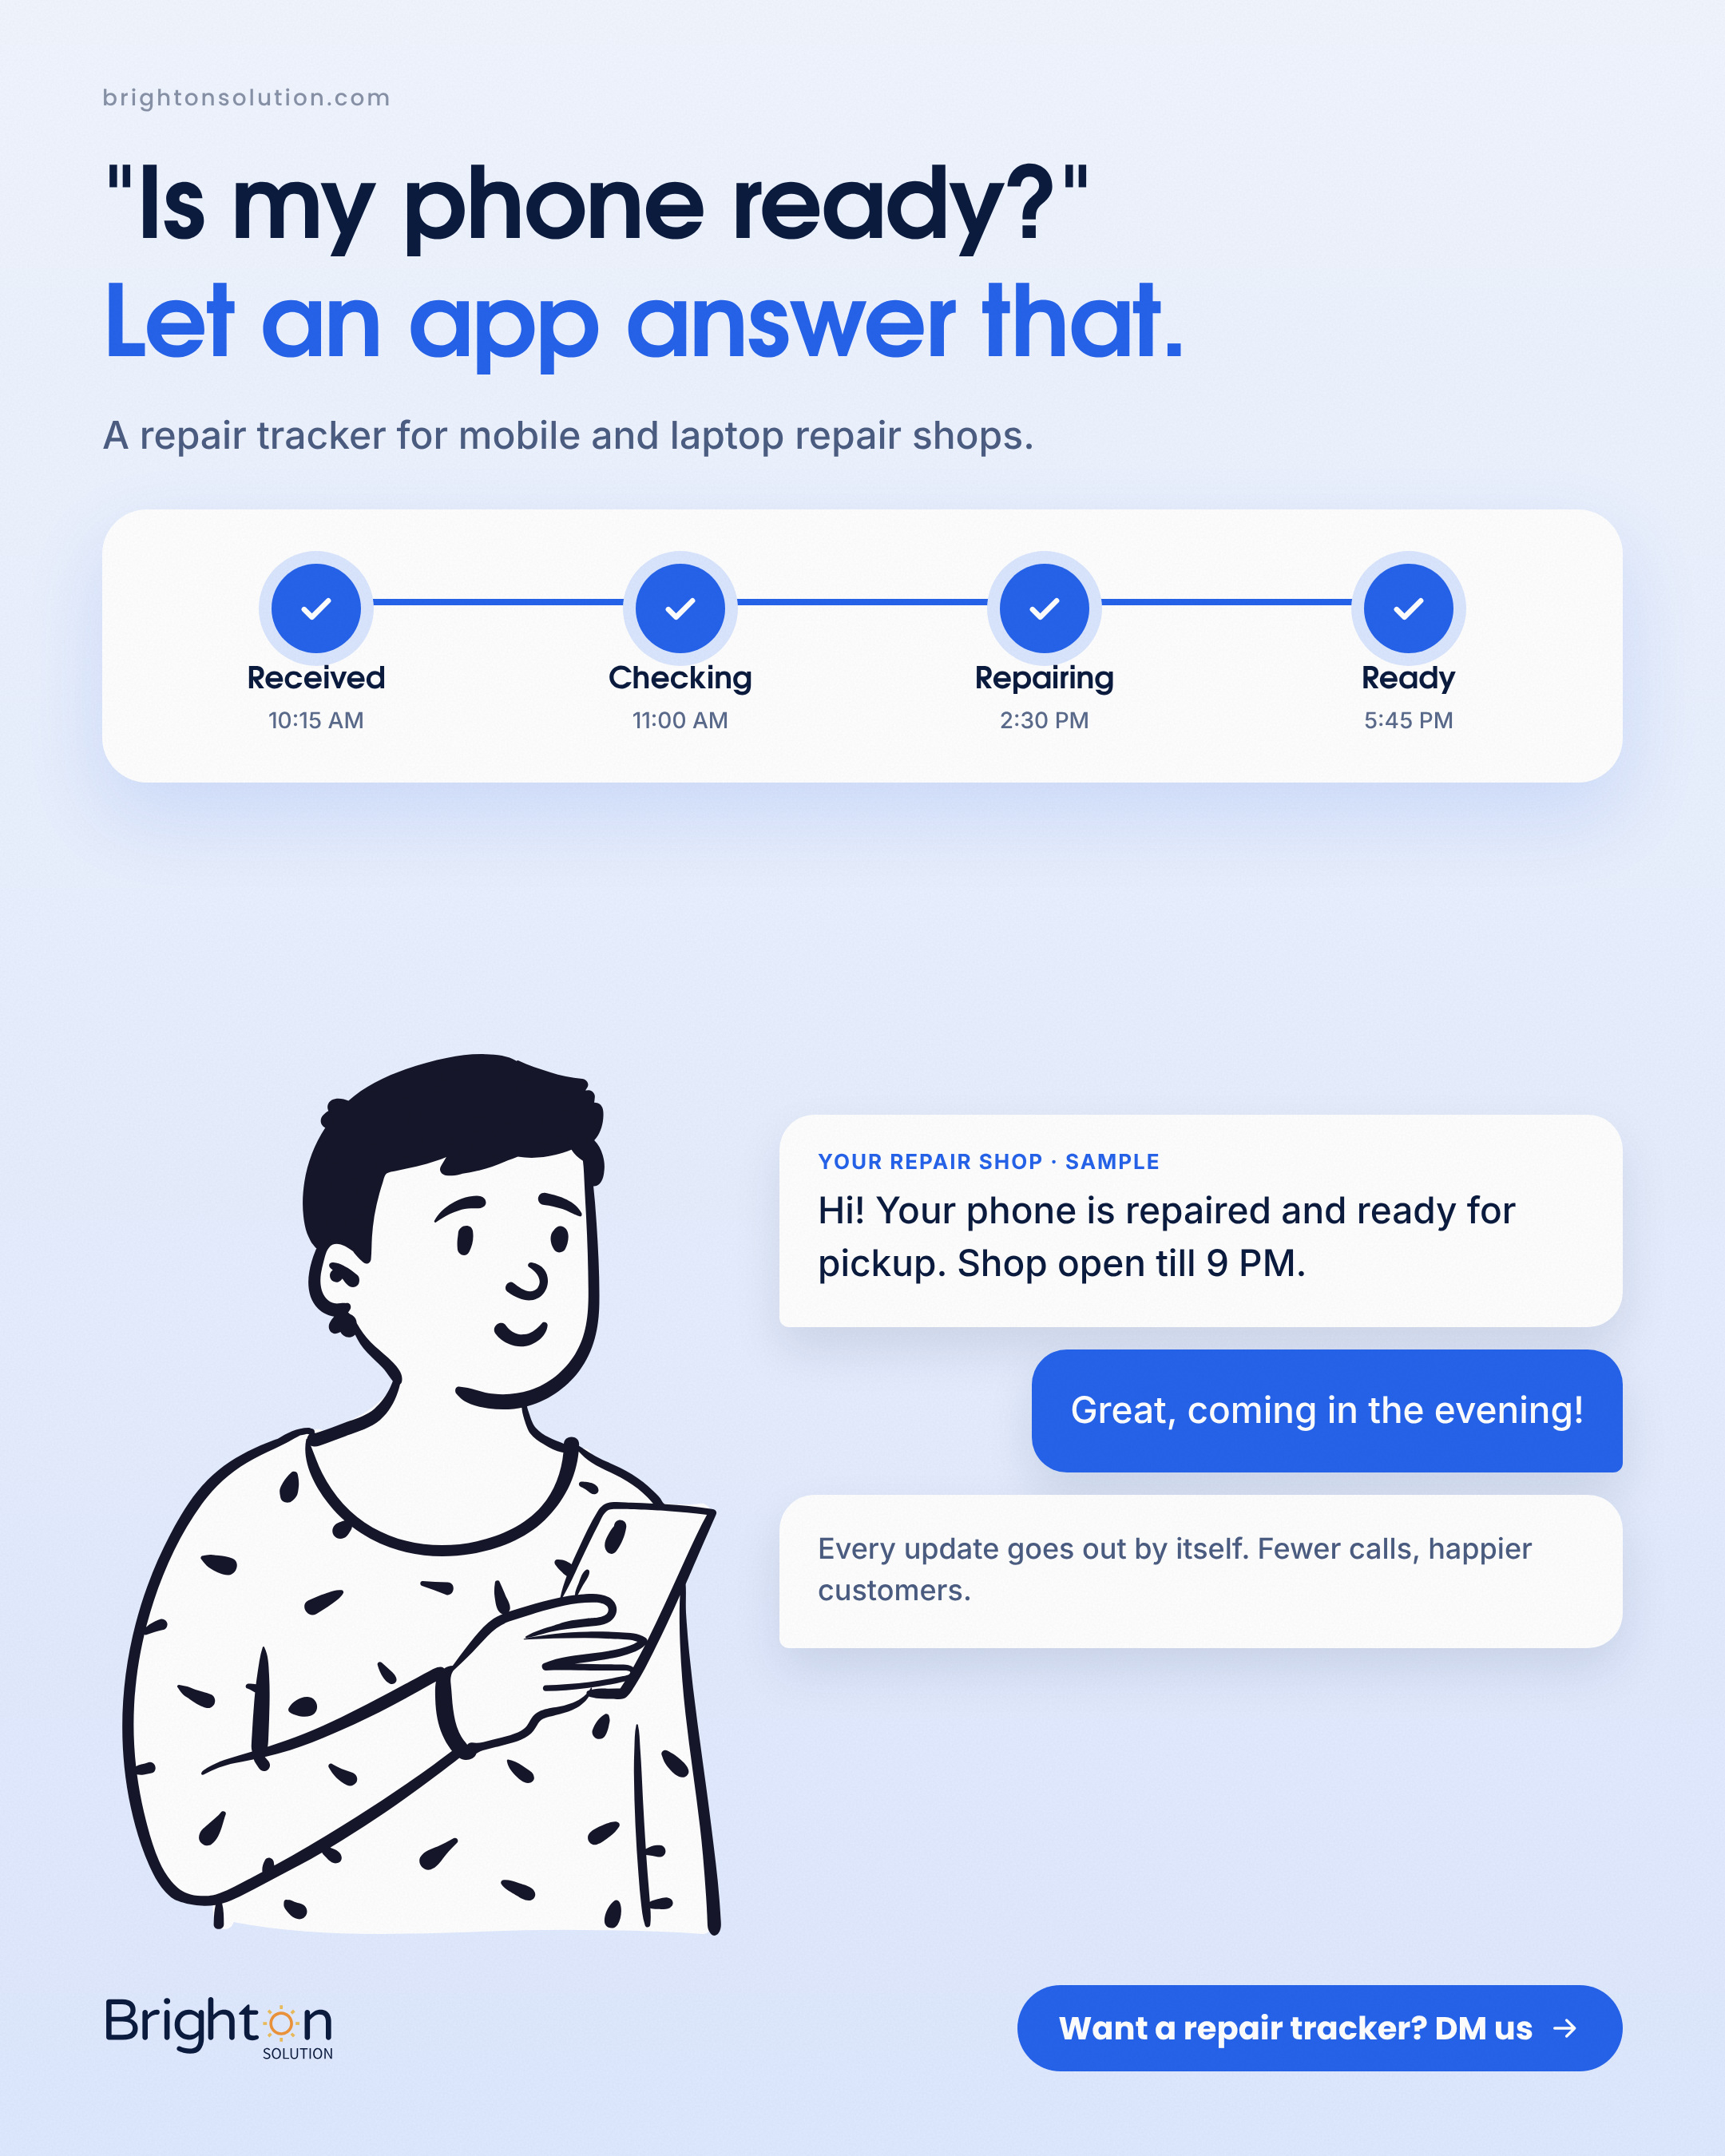 brightonsolution.com
"Is my phone ready?"
Let an app answer that.
A repair tracker for mobile and laptop repair shops.
Received
10:15 AM
Checking
11:00 AM
Repairing
2:30 PM
Ready
5:45 PM
YOUR REPAIR SHOP · SAMPLE
Hi! Your phone is repaired and ready for
pickup. Shop open till 9 PM.
Great, coming in the evening!
Every update goes out by itself. Fewer calls, happier
customers.
Brighton
SOLUTION
Want a repair tracker? DM us →